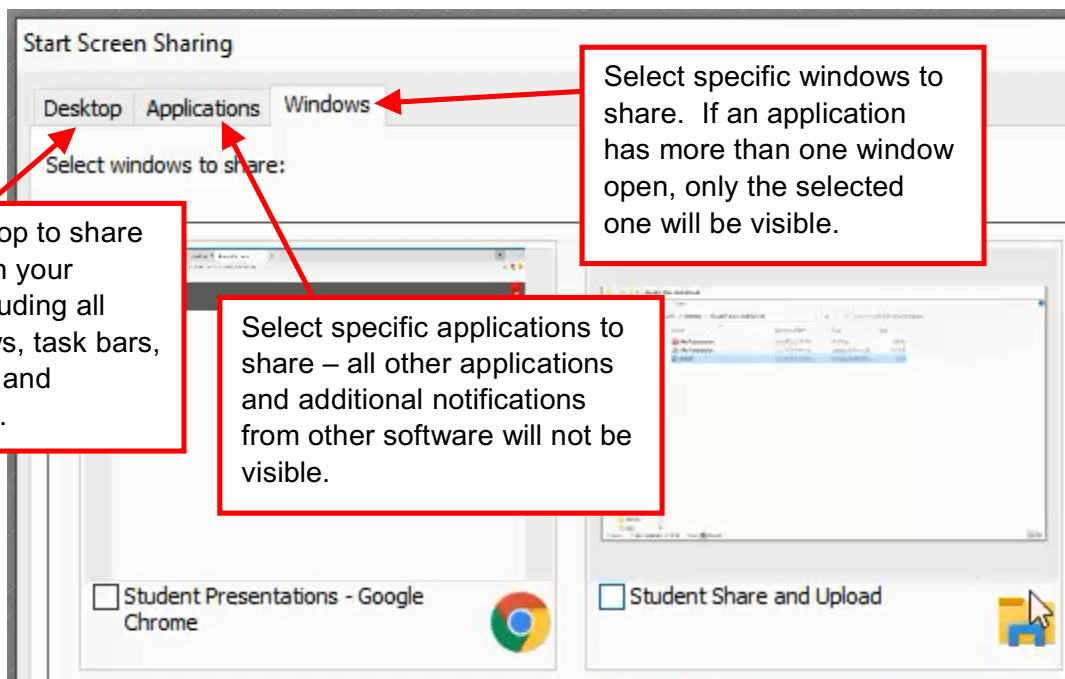 Start Screen Sharing
Desktop Applications Windows
Select windows to share:
Select specific windows to
share. If an application
has more than one window
open, only the selected
one will be visible.
op to share
your
uding all
s, task bars,
and
.
Select specific applications to
share – all other applications
and additional notifications
from other software will not be
visible.
Student Presentations - Google
Chrome
Student Share and Upload